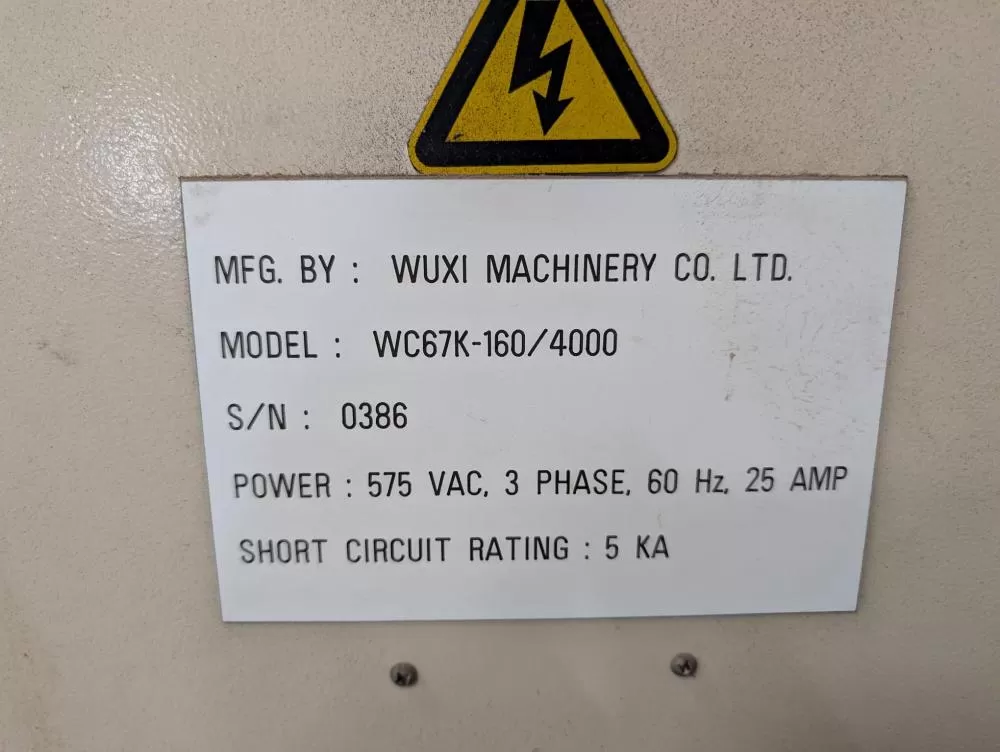 MFG. BY : WUXI MACHINERY CO. LTD.
MODEL : WC67K-160/4000
S/N : 0386
POWER : 575 VAC, 3 PHASE, 60 Hz, 25 AMP
SHORT CIRCUIT RATING : 5 KA